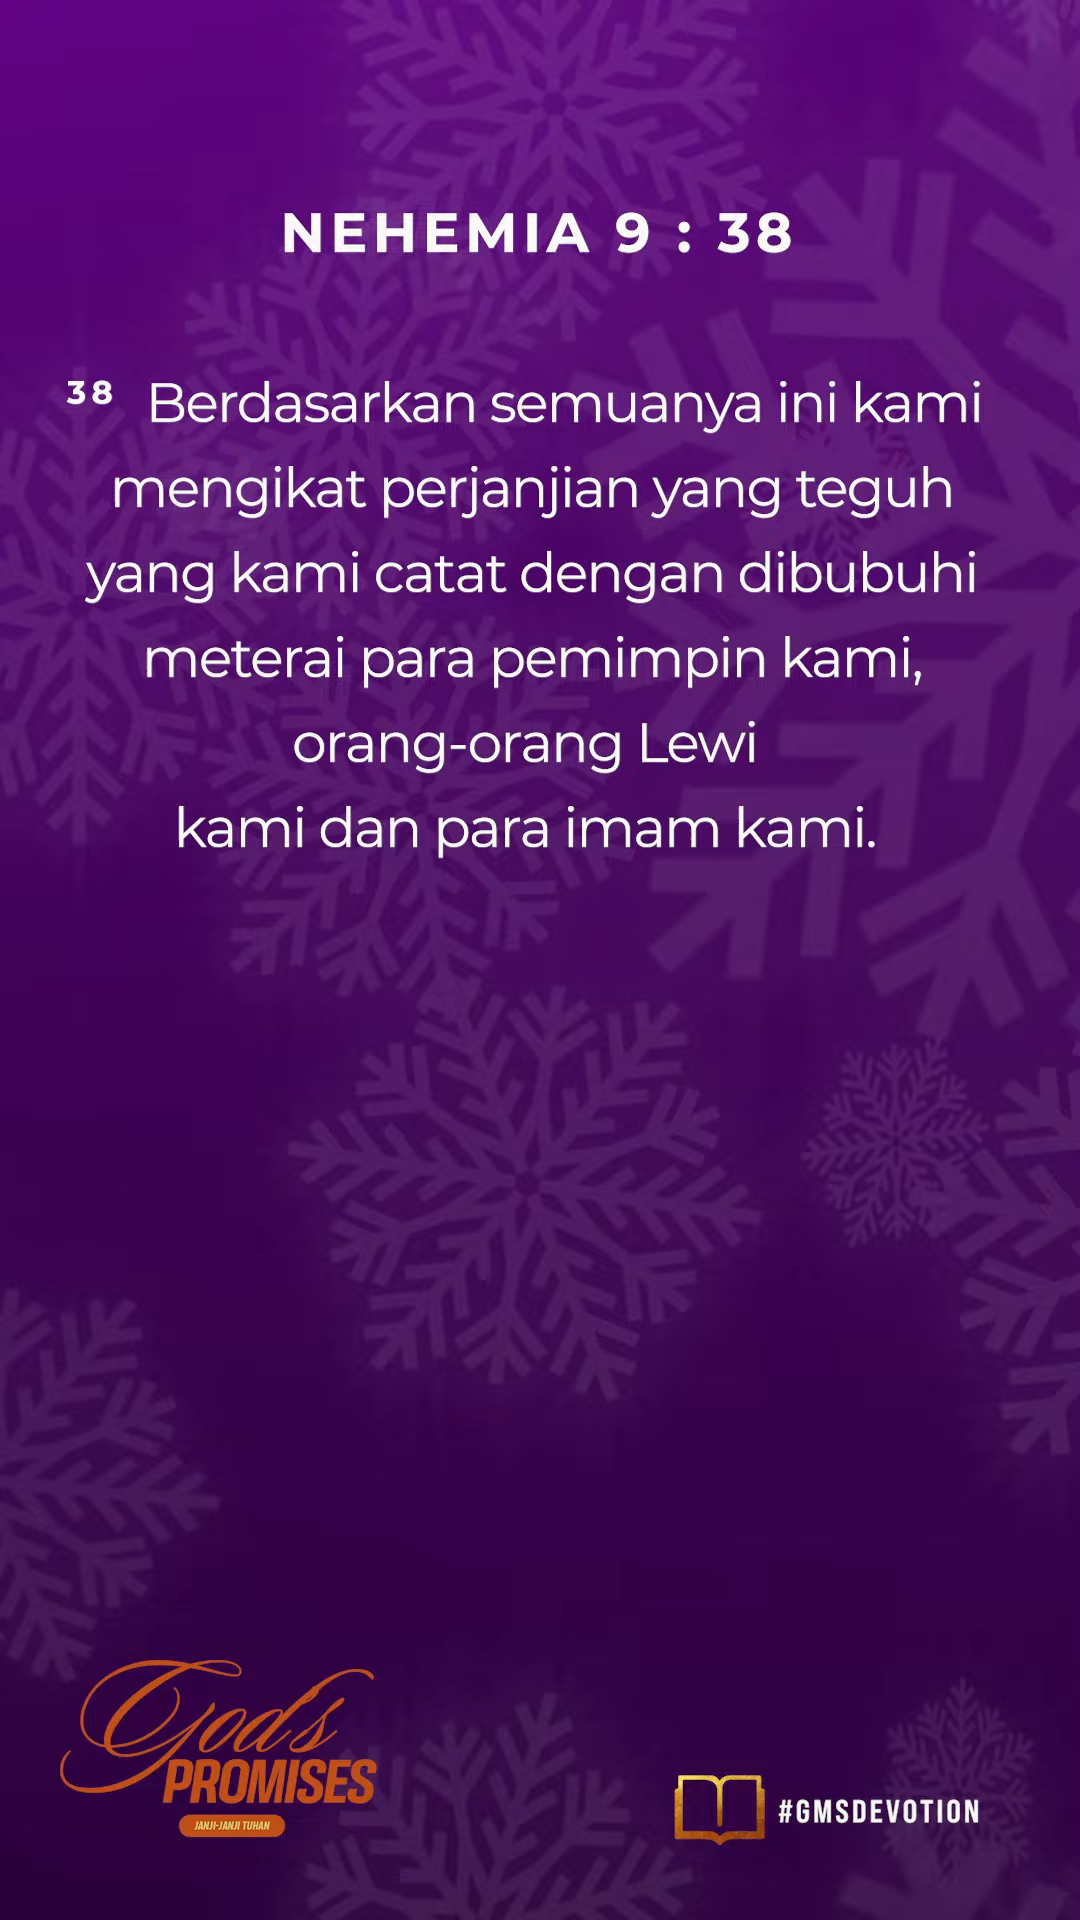 NEHEMIA 9 : 38
38 Berdasarkan semuanya ini kami
mengikat perjanjian yang teguh
yang kami catat dengan dibubuhi
meterai para pemimpin kami,
orang-orang Lewi
kami dan para imam kami.
God's
PROMISES
JANJI-JANJI TUHAN
#GMSDEVOTION